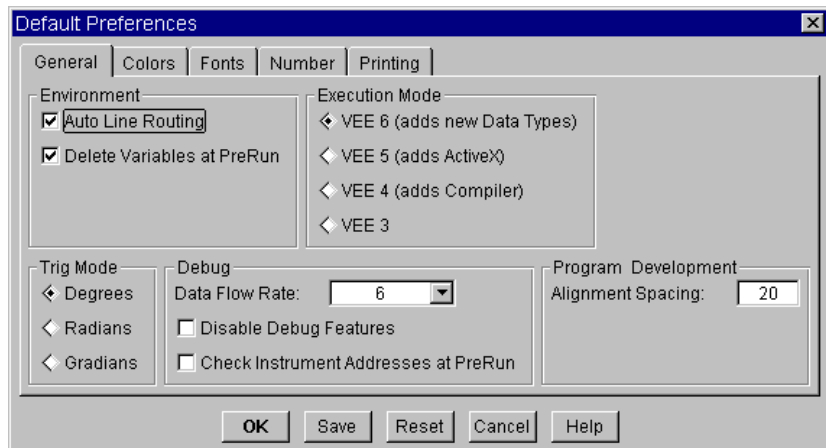 Default Preferences
General Colors Fonts Number Printing
Environment
Auto Line Routing
Delete Variables at PreRun
Execution Mode
VEE 6 (adds new Data Types)
VEE 5 (adds ActiveX)
VEE 4 (adds Compiler)
VEE 3
Trig Mode
Degrees
Radians
Gradians
Debug
Data Flow Rate: 6
Disable Debug Features
Check Instrument Addresses at PreRun
Program Development
Alignment Spacing: 20
OK Save Reset Cancel Help